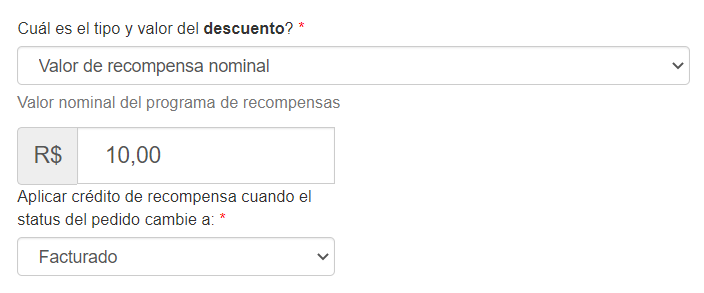 Cuál es el tipo y valor del descuento? *
Valor de recompensa nominal
Valor nominal del programa de recompensas
R$ 10,00
Aplicar crédito de recompensa cuando el
status del pedido cambie a: *
Facturado